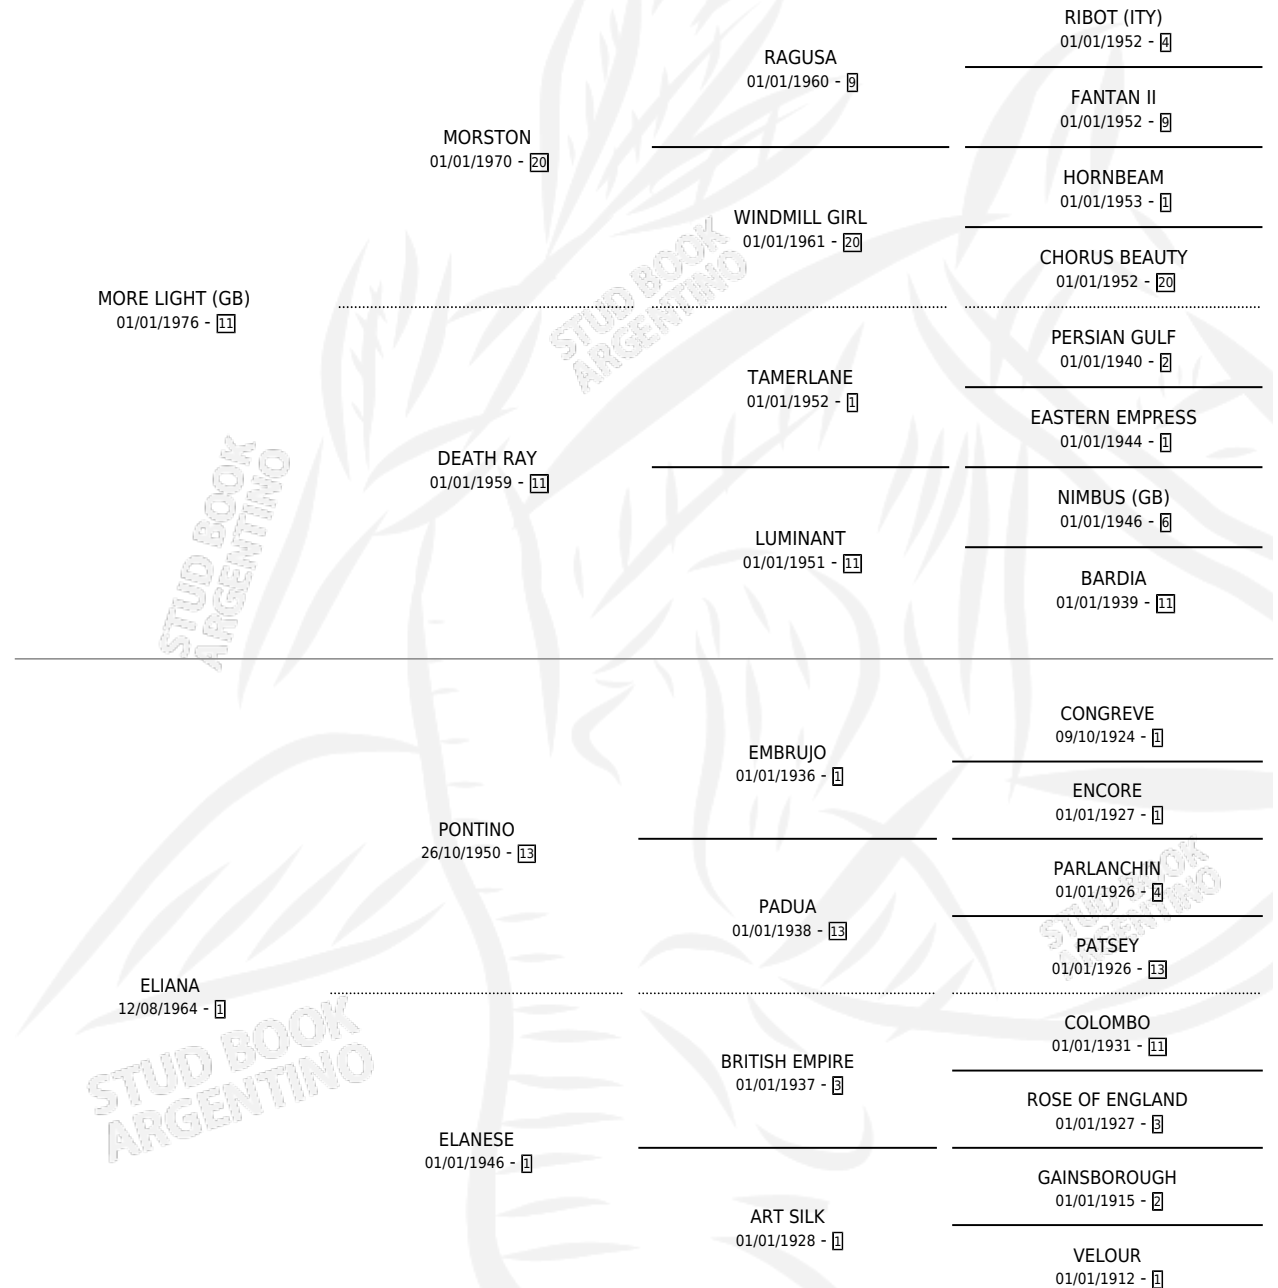 RIBOT (ITY)
01/01/1952 - 4
RAGUSA
01/01/1960 - 9
FANTAN II
01/01/1952 - 9
MORSTON
01/01/1970 - 20
HORNBEAM
01/01/1953 - 1
WINDMILL GIRL
01/01/1961 - 20
CHORUS BEAUTY
01/01/1952 - 20
MORE LIGHT (GB)
01/01/1976 - 11
PERSIAN GULF
01/01/1940 - 2
TAMERLANE
01/01/1952 - 1
EASTERN EMPRESS
01/01/1944 - 1
DEATH RAY
01/01/1959 - 11
NIMBUS (GB)
01/01/1946 - 6
LUMINANT
01/01/1951 - 11
BARDIA
01/01/1939 - 11
CONGREVE
09/10/1924 - 1
EMBRUJO
01/01/1936 - 1
ENCORE
01/01/1927 - 1
PONTINO
26/10/1950 - 13
PARLANCHIN
01/01/1926 - 4
PADUA
01/01/1938 - 13
PATSEY
01/01/1926 - 13
ELIANA
12/08/1964 - 1
COLOMBO
01/01/1931 - 11
BRITISH EMPIRE
01/01/1937 - 3
ROSE OF ENGLAND
01/01/1927 - 3
ELANESE
01/01/1946 - 1
GAINSBOROUGH
01/01/1915 - 2
ART SILK
01/01/1928 - 1
VELOUR
01/01/1912 - 1
STUD BOOK
ARGENTINO
STUD BOOK
ARGENTINO
STUD BOOK
ARGENTINO
STUD BOOK
ARGENTINO